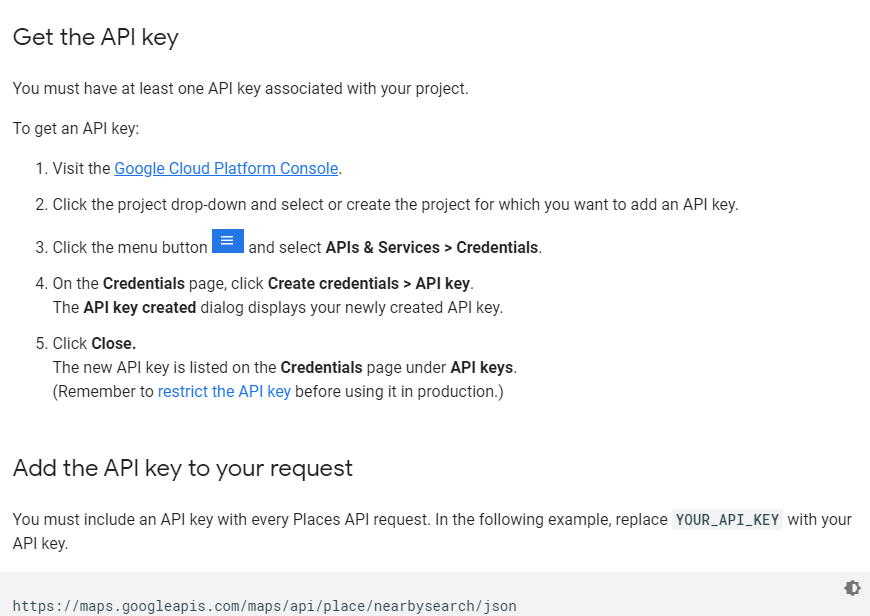 Get the API key
You must have at least one API key associated with your project.
To get an API key:
1. Visit the Google Cloud Platform Console.
2. Click the project drop-down and select or create the project for which you want to add an API key.
3. Click the menu button and select APIs & Services > Credentials.
4. On the Credentials page, click Create credentials > API key.
The API key created dialog displays your newly created API key.
5. Click Close.
The new API key is listed on the Credentials page under API keys.
(Remember to restrict the API key before using it in production.)
Add the API key to your request
You must include an API key with every Places API request. In the following example, replace YOUR_API_KEY with your
API key.
https://maps.googleapis.com/maps/api/place/nearbysearch/json